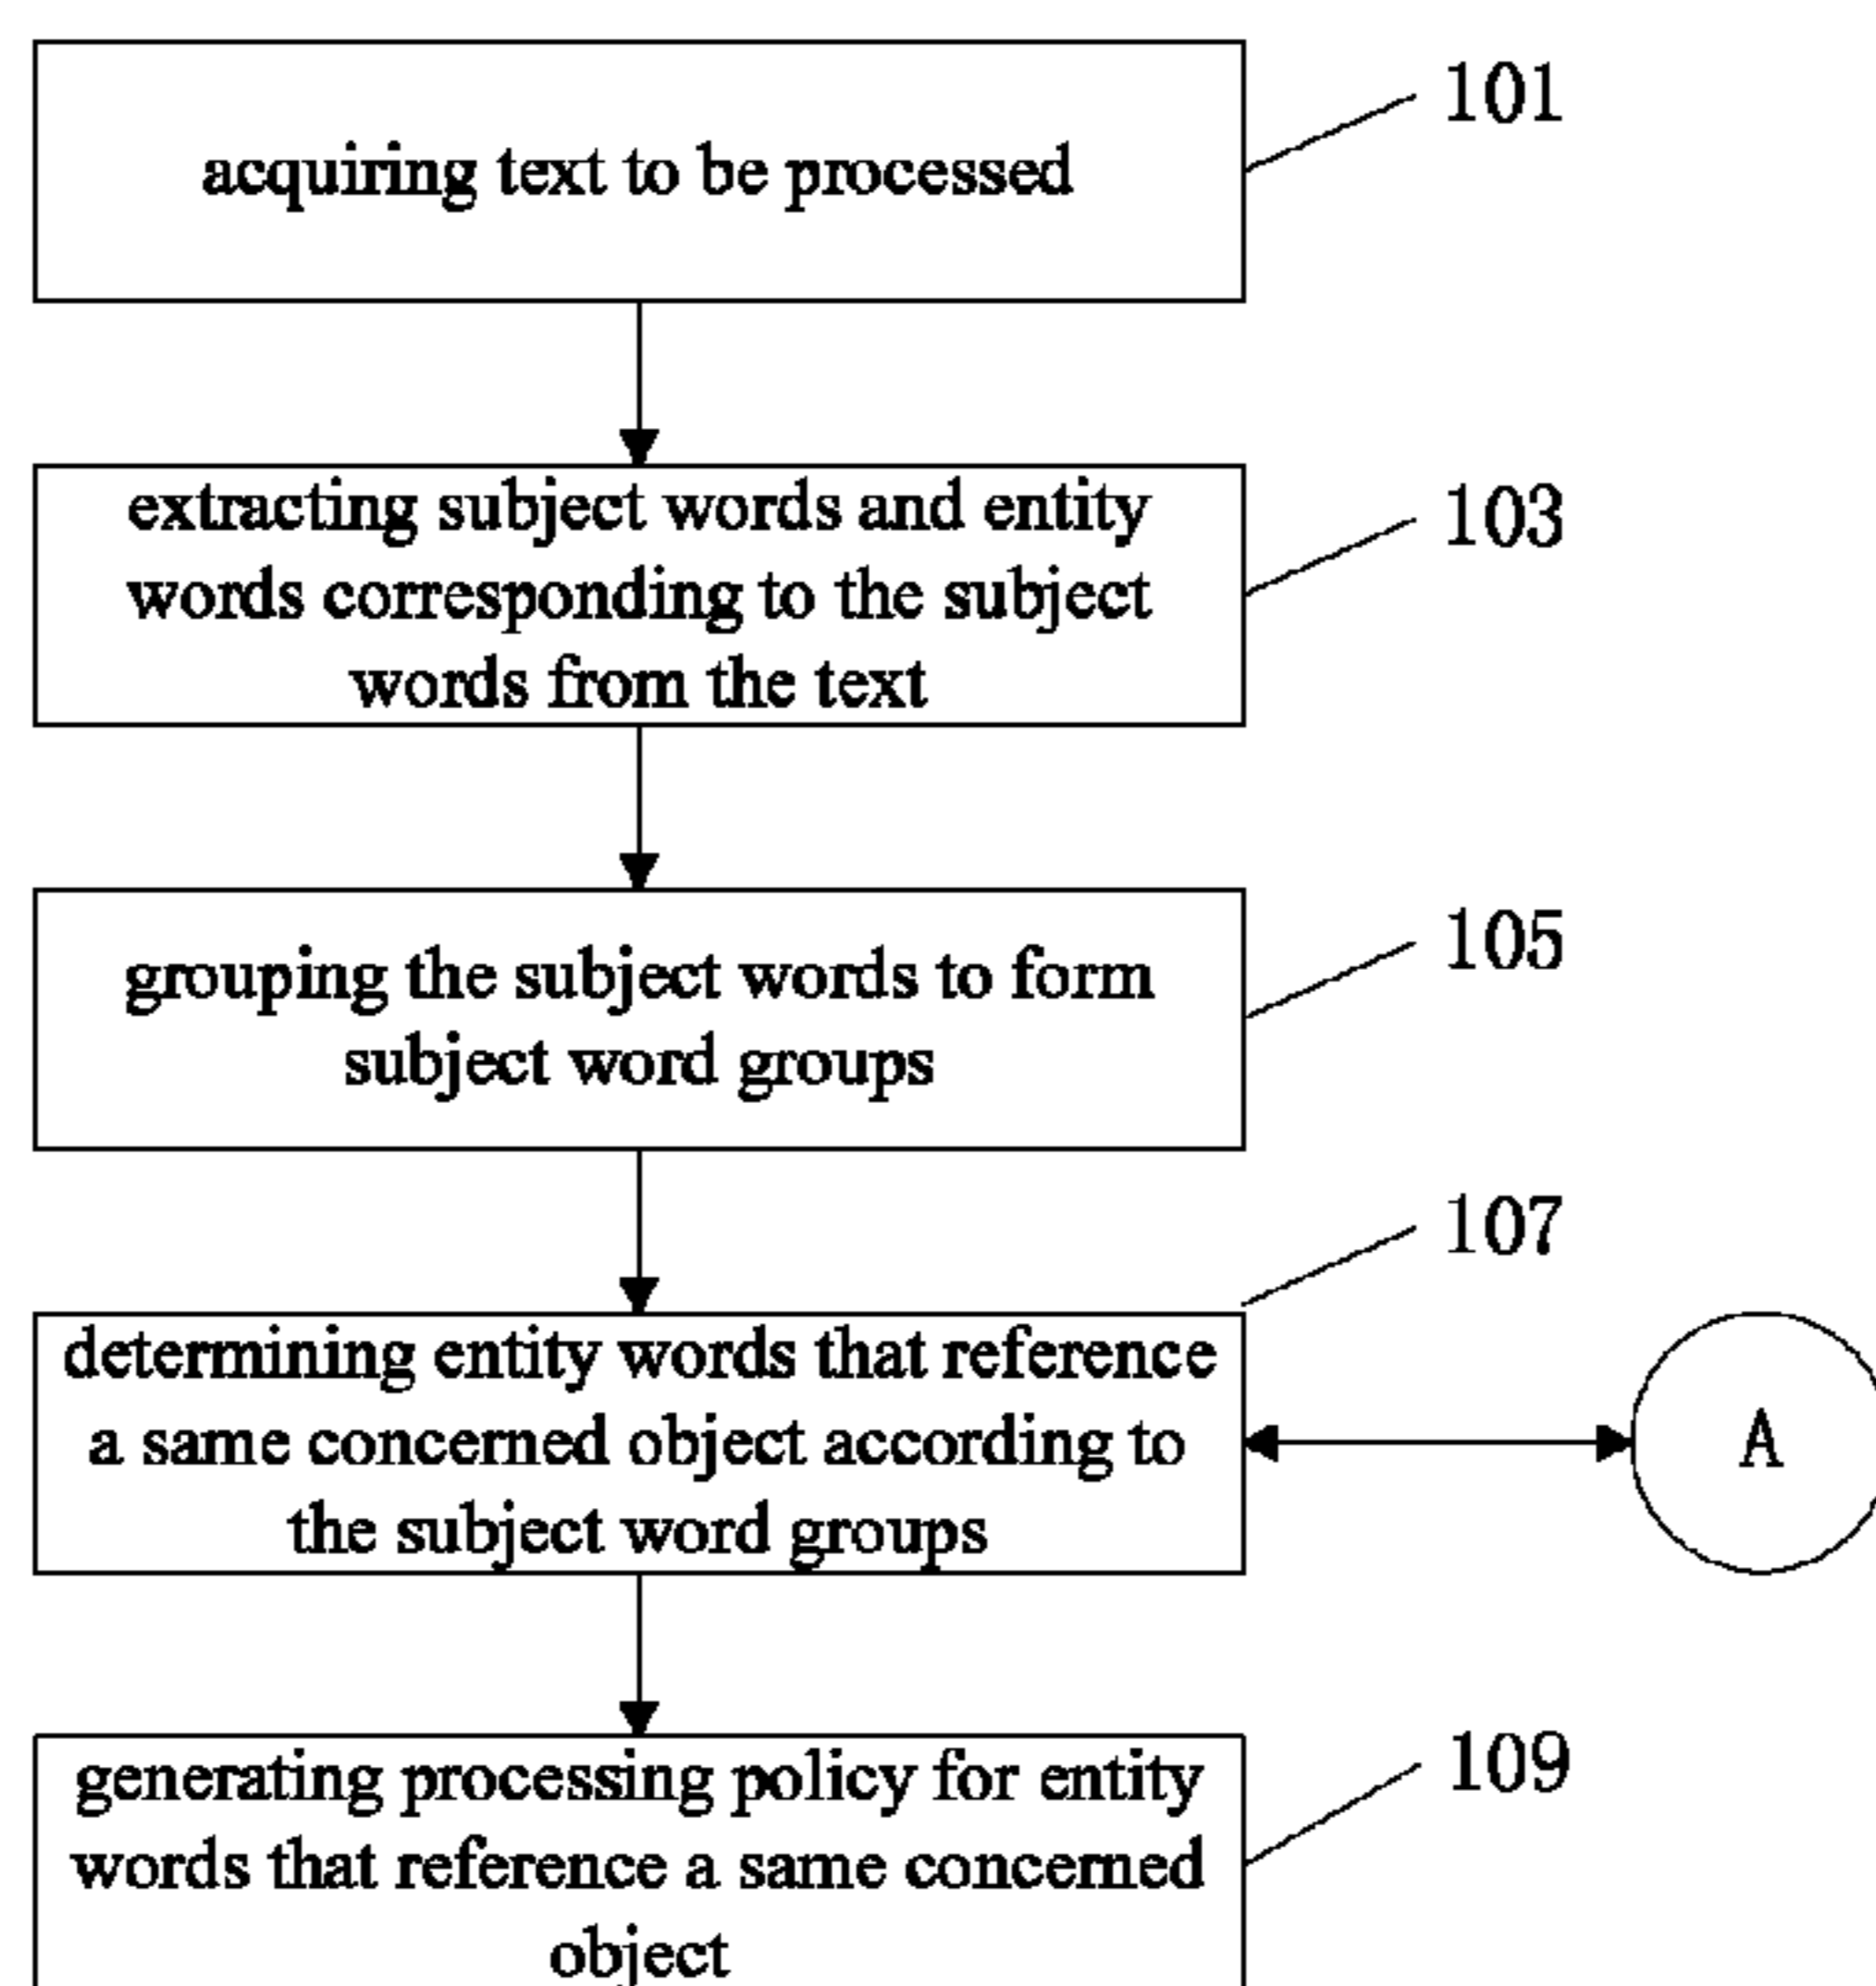 101
acquiring text to be processed
103
extracting subject words and entity
words corresponding to the subject
words from the text
105
grouping the subject words to form
subject word groups
107
determining entity words that reference
a same concerned object according to
the subject word groups
A
109
generating processing policy for entity
words that reference a same concerned
object